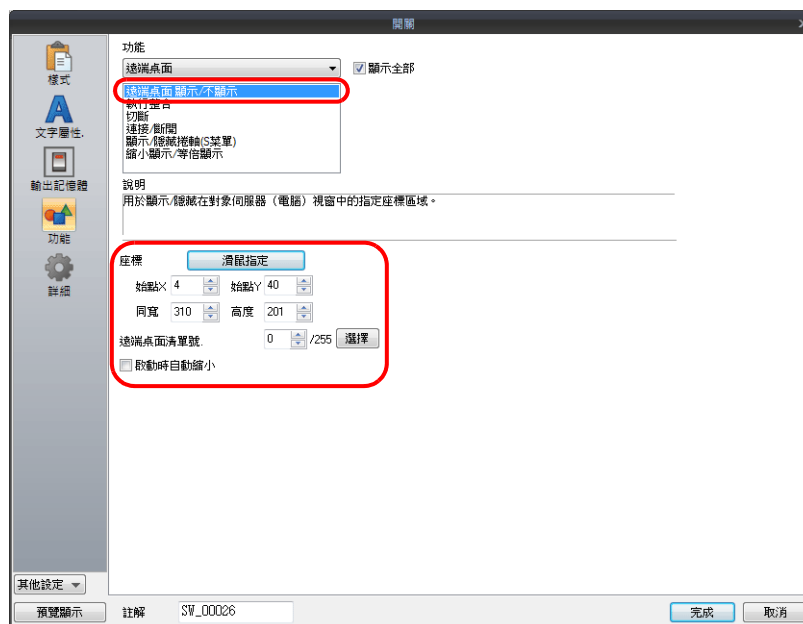 開關
樣式
文字屬性.
輸出記憶體
功能
詳細
其他設定
預覽顯示
功能
遠端桌面
顯示全部
遠端桌面 顯示/不顯示
執行整合
切斷
連接/斷開
顯示/隱藏捲軸(S菜單)
縮小顯示/等倍顯示
說明
用於顯示/隱藏在對象伺服器（電腦）視窗中的指定座標區域。
座標 滑鼠指定
始點X 4 始點Y 40
同寬 310 高度 201
遠端桌面清單號. 0 /255 選擇
啟動時自動縮小
註解 SW_00026 完成 取消